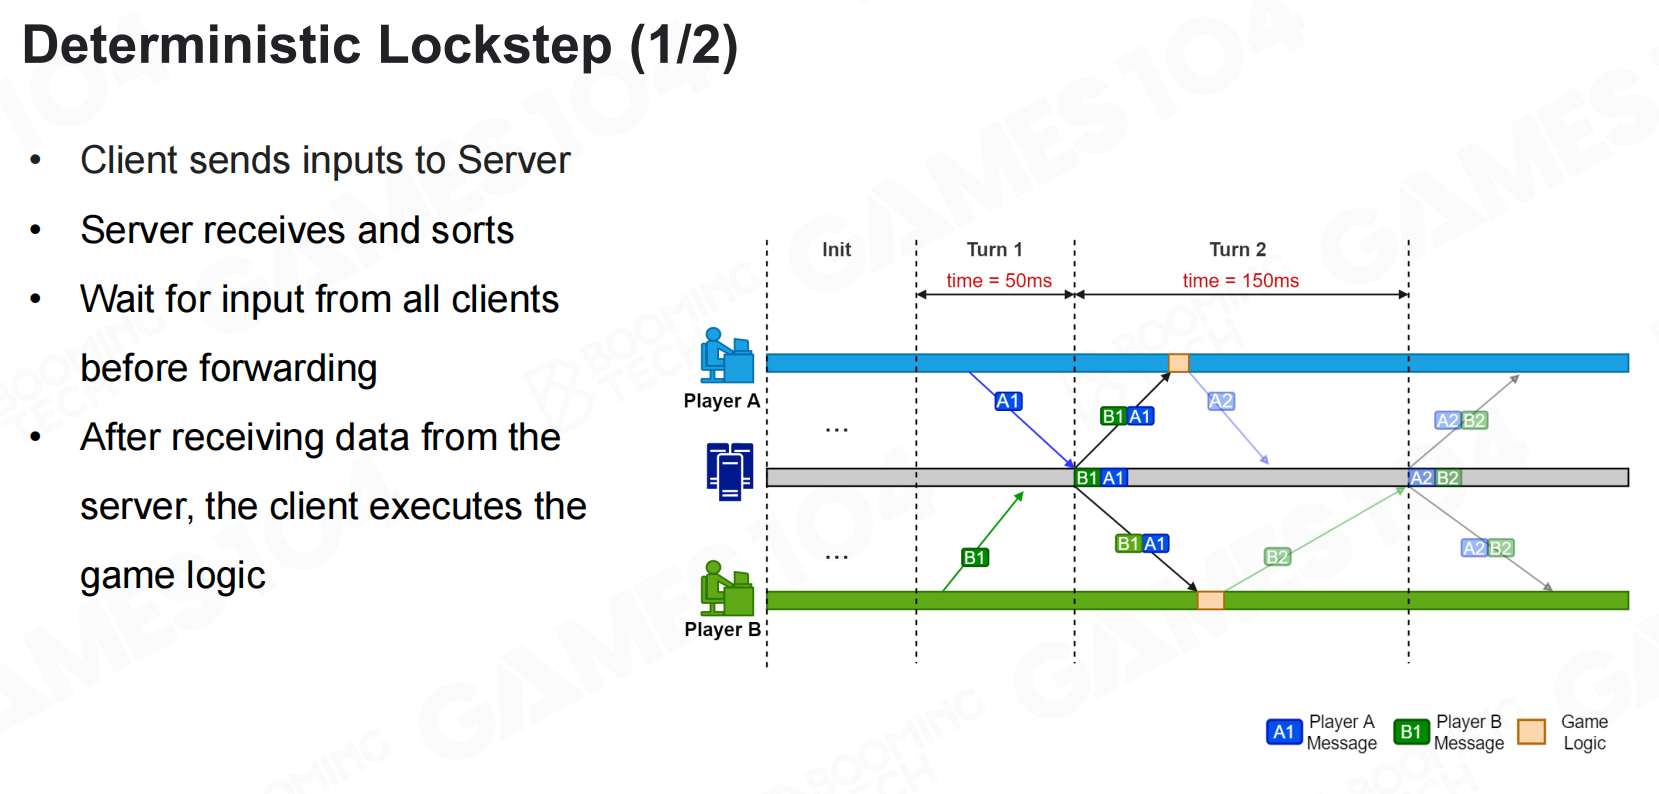 Deterministic Lockstep (1/2)
• Client sends inputs to Server
• Server receives and sorts
• Wait for input from all clients
before forwarding
• After receiving data from the
server, the client executes the
game logic
Init
Turn 1
Turn 2
time = 50ms
time = 150ms
Player A
A1
B1 A1
A2
A2 B2
...
B1 A1
A2 B2
...
B1
B1 A1
B2
A2 B2
Player B
A1
Player A
Message
B1
Player B
Message
Game
Logic
GAMES104
BOOMING
TECH